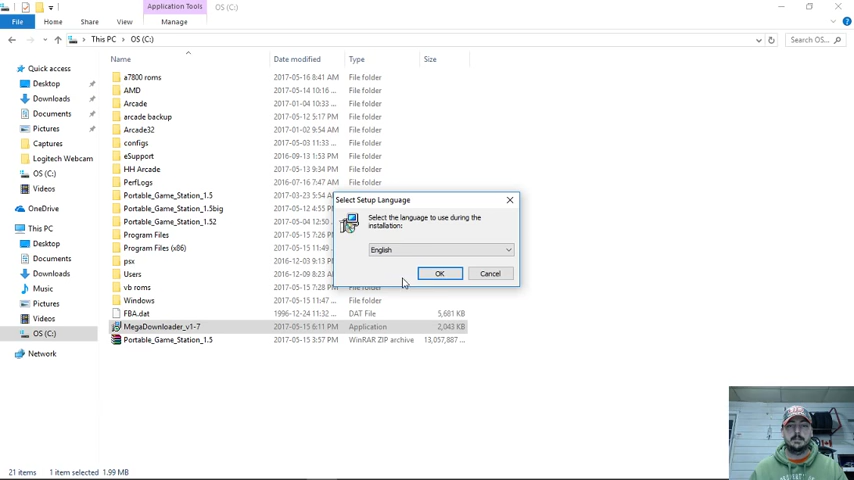 Application Tools
OS (C:)
File
Home
Share
View
Manage
This PC
OS (C:)
Search OS...
Name
Date modified
Type
Size
Quick access
Desktop
Downloads
Documents
Pictures
Captures
Logitech Webcam
OS (C:)
Videos
OneDrive
This PC
Desktop
Documents
Downloads
Music
Pictures
Videos
OS (C:)
Network
a7800 roms 2017-05-16 8:41 AM File folder
AMD 2017-05-14 10:16 ... File folder
Arcade 2017-01-04 10:33 ... File folder
arcade backup 2017-05-12 5:17 PM File folder
Arcade32 2017-01-02 9:54 AM File folder
configs 2017-05-03 11:33 ... File folder
eSupport 2016-09-13 1:53 PM File folder
HH Arcade 2017-05-13 9:34 PM File folder
PerfLogs 2016-07-16 7:47 AM File folder
Portable_Game_Station_1.5 2017-03-23 5:54
Portable_Game_Station_1.5big 2017-05-12 4:55
Portable_Game_Station_1.52 2017-05-04 12:50
Program Files 2017-05-15 7:26
Program Files (x86) 2017-05-15 11:49
psx 2016-12-03 9:13
Users 2016-12-09 8:23
vb roms 2017-05-15 7:28 PM File folder
Windows 2017-05-15 11:47 ... File folder
FBA.dat 1996-12-24 11:32 ... DAT File 5,681 KB
MegaDownloader_v1-7 2017-05-15 6:11 PM Application 2,043 KB
Portable_Game_Station_1.5 2017-05-15 3:57 PM WinRAR ZIP archive 13,057,887 ...
Select Setup Language
Select the language to use during the
installation:
English
OK
Cancel
21 items 1 item selected 1.99 MB